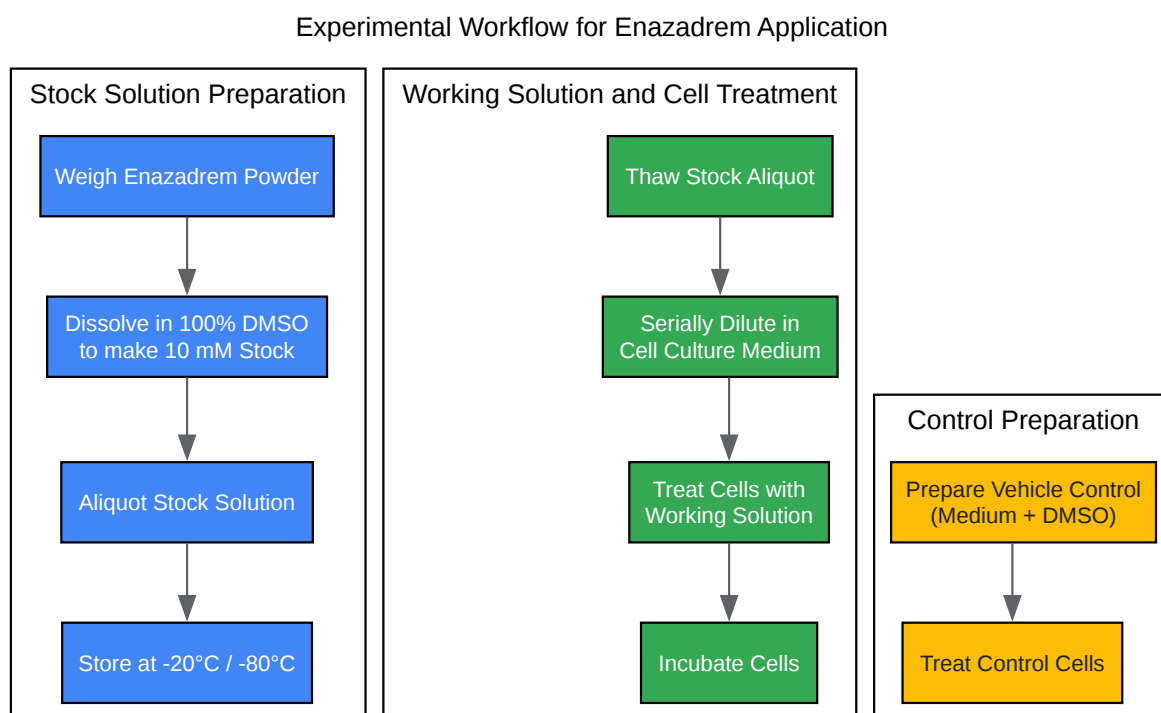 Experimental Workflow for Enazadrem Application
Stock Solution Preparation
Weigh Enazadrem Powder
Dissolve in 100% DMSO
to make 10 mM Stock
Aliquot Stock Solution
Store at -20°C / -80°C
Working Solution and Cell Treatment
Thaw Stock Aliquot
Serially Dilute in
Cell Culture Medium
Treat Cells with
Working Solution
Incubate Cells
Control Preparation
Prepare Vehicle Control
(Medium + DMSO)
Treat Control Cells